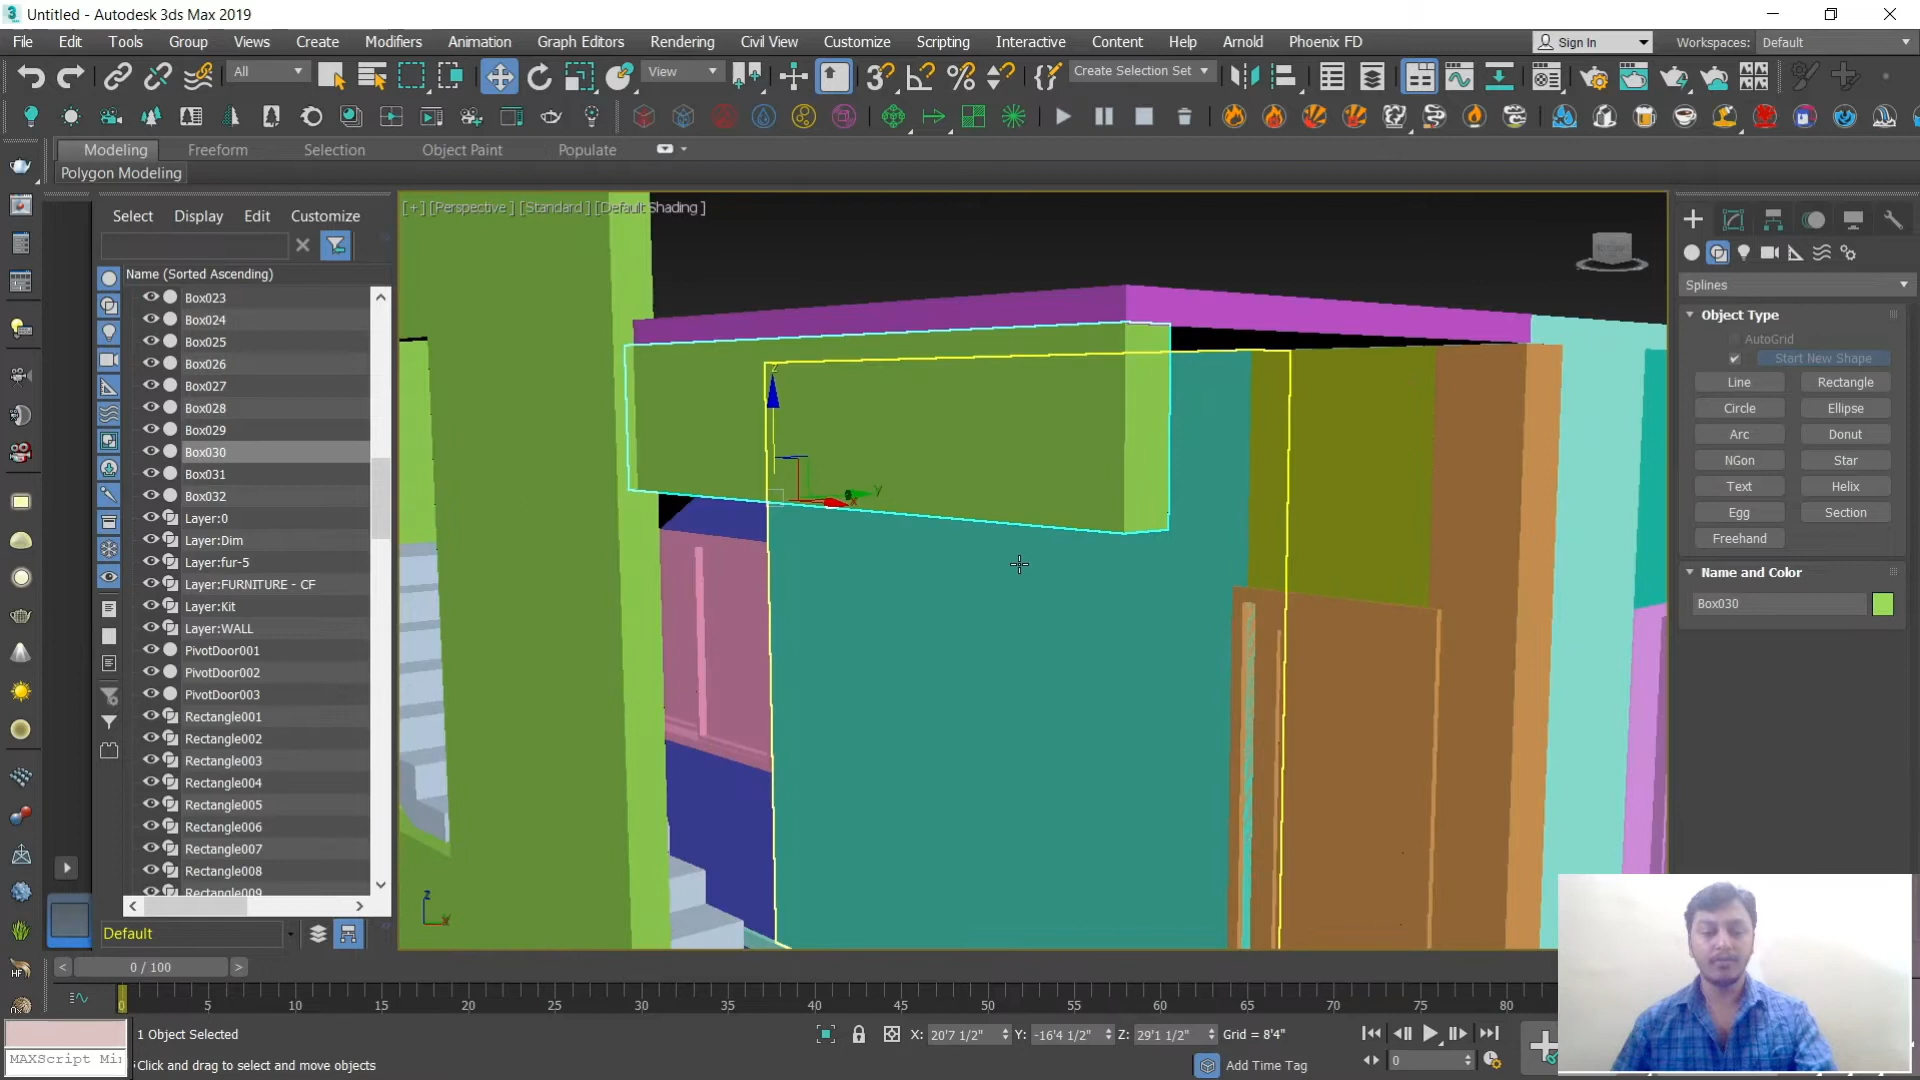 Untitled - Autodesk 3ds Max 2019
File Edit Tools Group Views Create Modifiers Animation Graph Editors Rendering Civil View Customize Scripting Interactive Content Help Arnold Phoenix FD Sign In Workspaces: Default
All View Create Selection Set
Modeling Freeform Selection Object Paint Populate
Polygon Modeling
Select Display Edit Customize
[+] [Perspective ] [Standard ] [Default Shading ]
Name (Sorted Ascending)
Box023
Box024
Box025
Box026
Box027
Box028
Box029
Box030
Box031
Box032
Layer:0
Layer:Dim
Layer:fur-5
Layer:FURNITURE - CF
Layer:Kit
Layer:WALL
PivotDoor001
PivotDoor002
PivotDoor003
Rectangle001
Rectangle002
Rectangle003
Rectangle004
Rectangle005
Rectangle006
Rectangle007
Rectangle008
Rectangle009
Default
z
y
x
z
x
Splines
Object Type
AutoGrid
Start New Shape
Line Rectangle
Circle Ellipse
Arc Donut
NGon Star
Text Helix
Egg Section
Freehand
Name and Color
Box030
< 0 / 100 >
0 5 10 15 20 25 30 35 40 45 50 55 60 65 70 75 80
1 Object Selected X: 20'7 1/2" Y: -16'4 1/2" Z: 29'1 1/2" Grid = 8'4"
MAXScript Mi
Click and drag to select and move objects
Add Time Tag
0